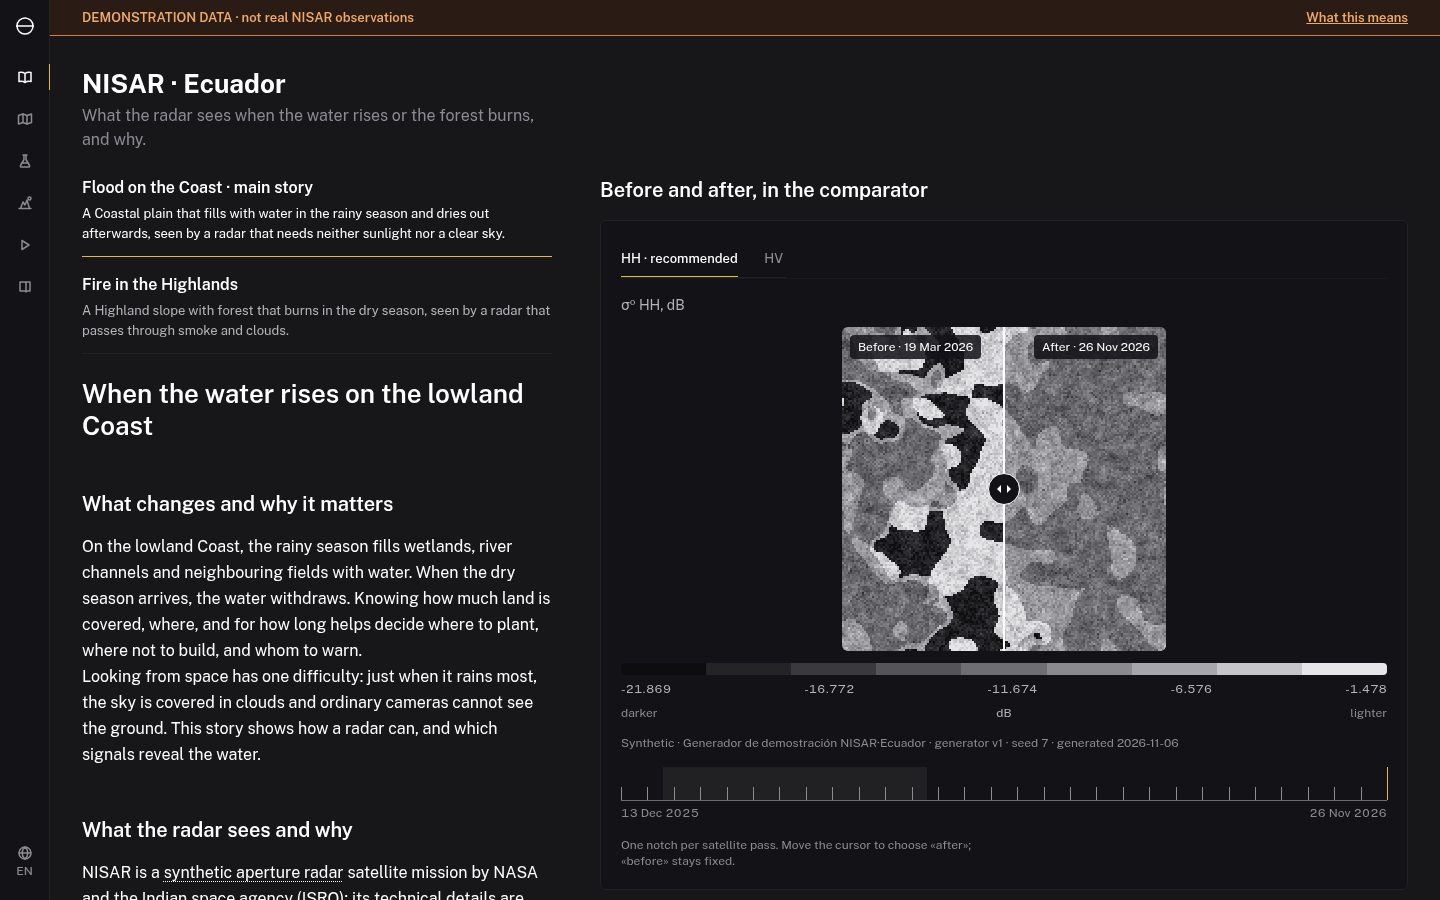 DEMONSTRATION DATA · not real NISAR observations
What this means
NISAR · Ecuador
What the radar sees when the water rises or the forest burns,
and why.
Flood on the Coast · main story
A Coastal plain that fills with water in the rainy season and dries out
afterwards, seen by a radar that needs neither sunlight nor a clear sky.
Fire in the Highlands
A Highland slope with forest that burns in the dry season, seen by a radar that
passes through smoke and clouds.
When the water rises on the lowland
Coast
What changes and why it matters
On the lowland Coast, the rainy season fills wetlands, river
channels and neighbouring fields with water. When the dry
season arrives, the water withdraws. Knowing how much land is
covered, where, and for how long helps decide where to plant,
where not to build, and whom to warn.
Looking from space has one difficulty: just when it rains most,
the sky is covered in clouds and ordinary cameras cannot see
the ground. This story shows how a radar can, and which
signals reveal the water.
What the radar sees and why
NISAR is a synthetic aperture radar satellite mission by NASA
and the Indian space agency (ISRO); its technical details are
EN
Before and after, in the comparator
HH · recommended
HV
σ⁰ HH, dB
Before · 19 Mar 2026
After · 26 Nov 2026
-21.869
-16.772
-11.674
-6.576
-1.478
darker
dB
lighter
Synthetic · Generador de demostración NISAR·Ecuador · generator v1 · seed 7 · generated 2026-11-06
13 Dec 2025
26 Nov 2026
One notch per satellite pass. Move the cursor to choose «after»;
«before» stays fixed.